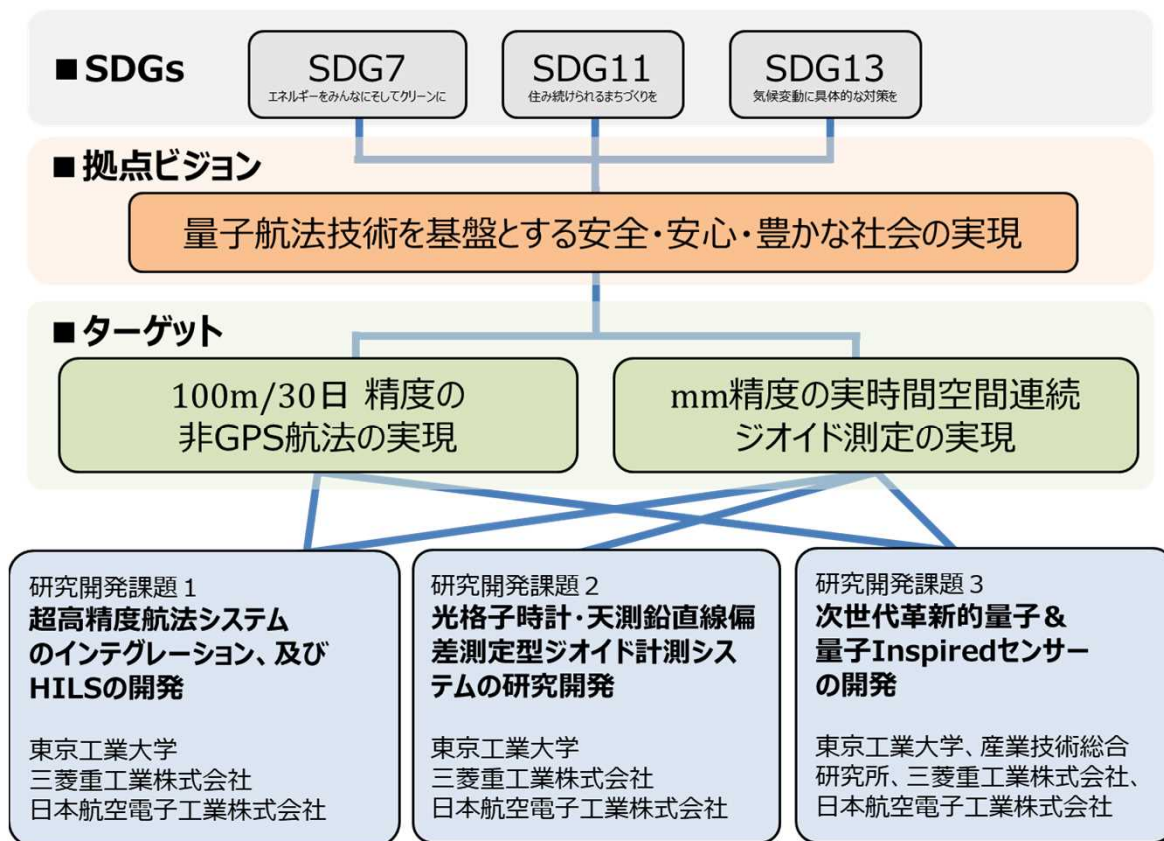 ■ SDGs
SDG7
エネルギーをみんなにそしてクリーンに
SDG11
住み続けられるまちづくりを
SDG13
気候変動に具体的な対策を
■ 拠点ビジョン
量子航法技術を基盤とする安全・安心・豊かな社会の実現
■ ターゲット
100m/30日 精度の
非GPS航法の実現
mm精度の実時間空間連続
ジオイド測定の実現
研究開発課題１
超高精度航法システム
のインテグレーション、及び
HILSの開発
東京工業大学
三菱重工業株式会社
日本航空電子工業株式会社
研究開発課題２
光格子時計・天測鉛直線偏
差測定型ジオイド計測シス
テムの研究開発
東京工業大学
三菱重工業株式会社
日本航空電子工業株式会社
研究開発課題３
次世代革新的量子＆
量子Inspiredセンサー
の開発
東京工業大学、産業技術総合
研究所、三菱重工業株式会社、
日本航空電子工業株式会社